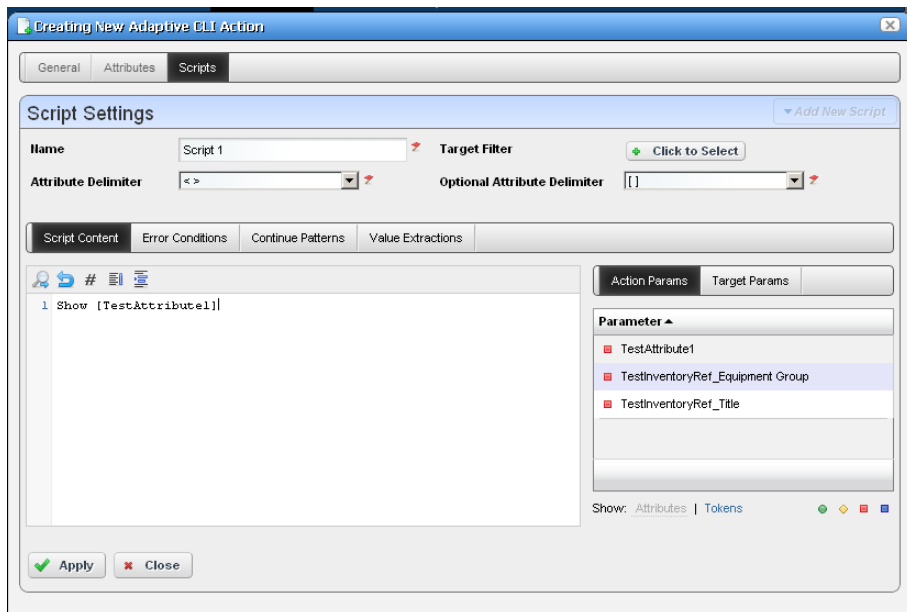 Creating New Adaptive CLI Action
General Attributes Scripts
Script Settings
Add New Script
Name Script 1 Target Filter Click to Select
Attribute Delimiter < > Optional Attribute Delimiter [ ]
Script Content Error Conditions Continue Patterns Value Extractions
#
Action Params Target Params
1 Show [TestAttribute1]
Parameter
TestAttribute1
TestInventoryRef_Equipment Group
TestInventoryRef_Title
Show: Attributes | Tokens
Apply Close